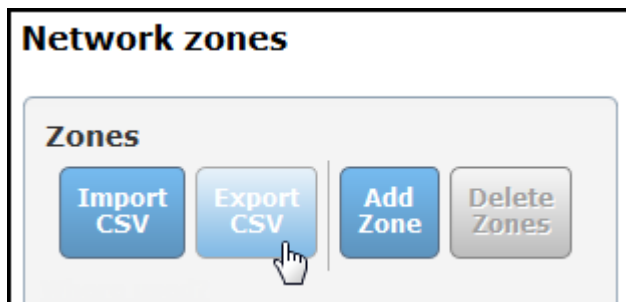 Network zones
Zones
Import
CSV
Export
CSV
Add
Zone
Delete
Zones